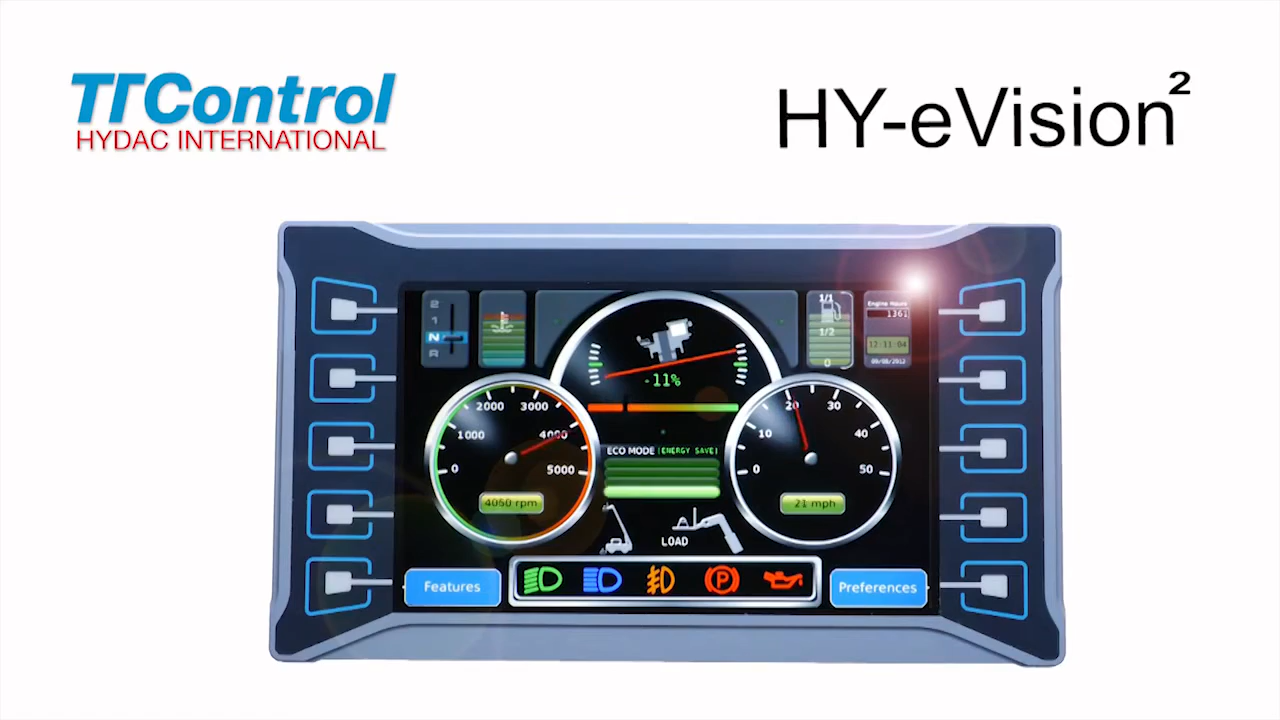 TTControl
HYDAC INTERNATIONAL
HY-eVision²
2
1
N
R
-11%
1/1
1/2
0
Engine Hours
1361
12:11:04
09/08/2012
0
1000
2000
3000
4000
5000
4060 rpm
ECO MODE (ENERGY SAVE)
LOAD
0
10
20
30
40
50
21 mph
Features
P
Preferences